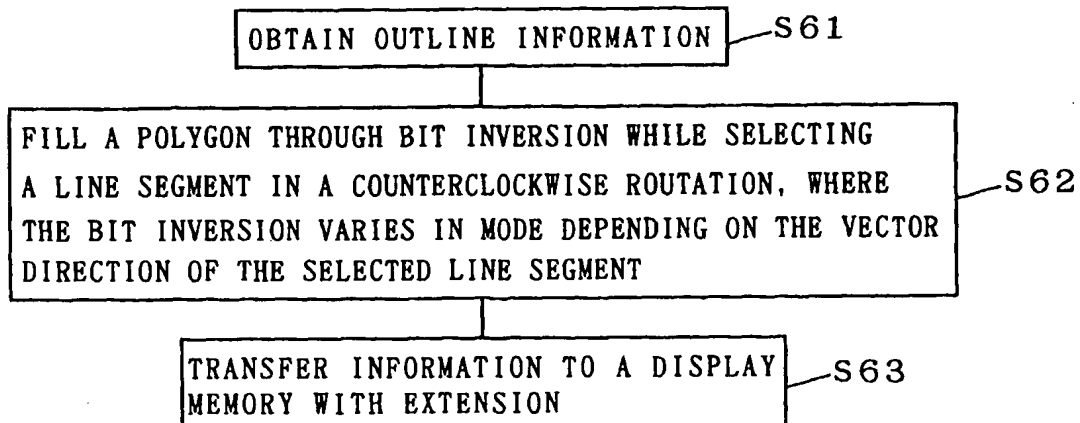 OBTAIN OUTLINE INFORMATION
S61
FILL A POLYGON THROUGH BIT INVERSION WHILE SELECTING
A LINE SEGMENT IN A COUNTERCLOCKWISE ROUTATION, WHERE
THE BIT INVERSION VARIES IN MODE DEPENDING ON THE VECTOR
DIRECTION OF THE SELECTED LINE SEGMENT
S62
TRANSFER INFORMATION TO A DISPLAY
MEMORY WITH EXTENSION
S63